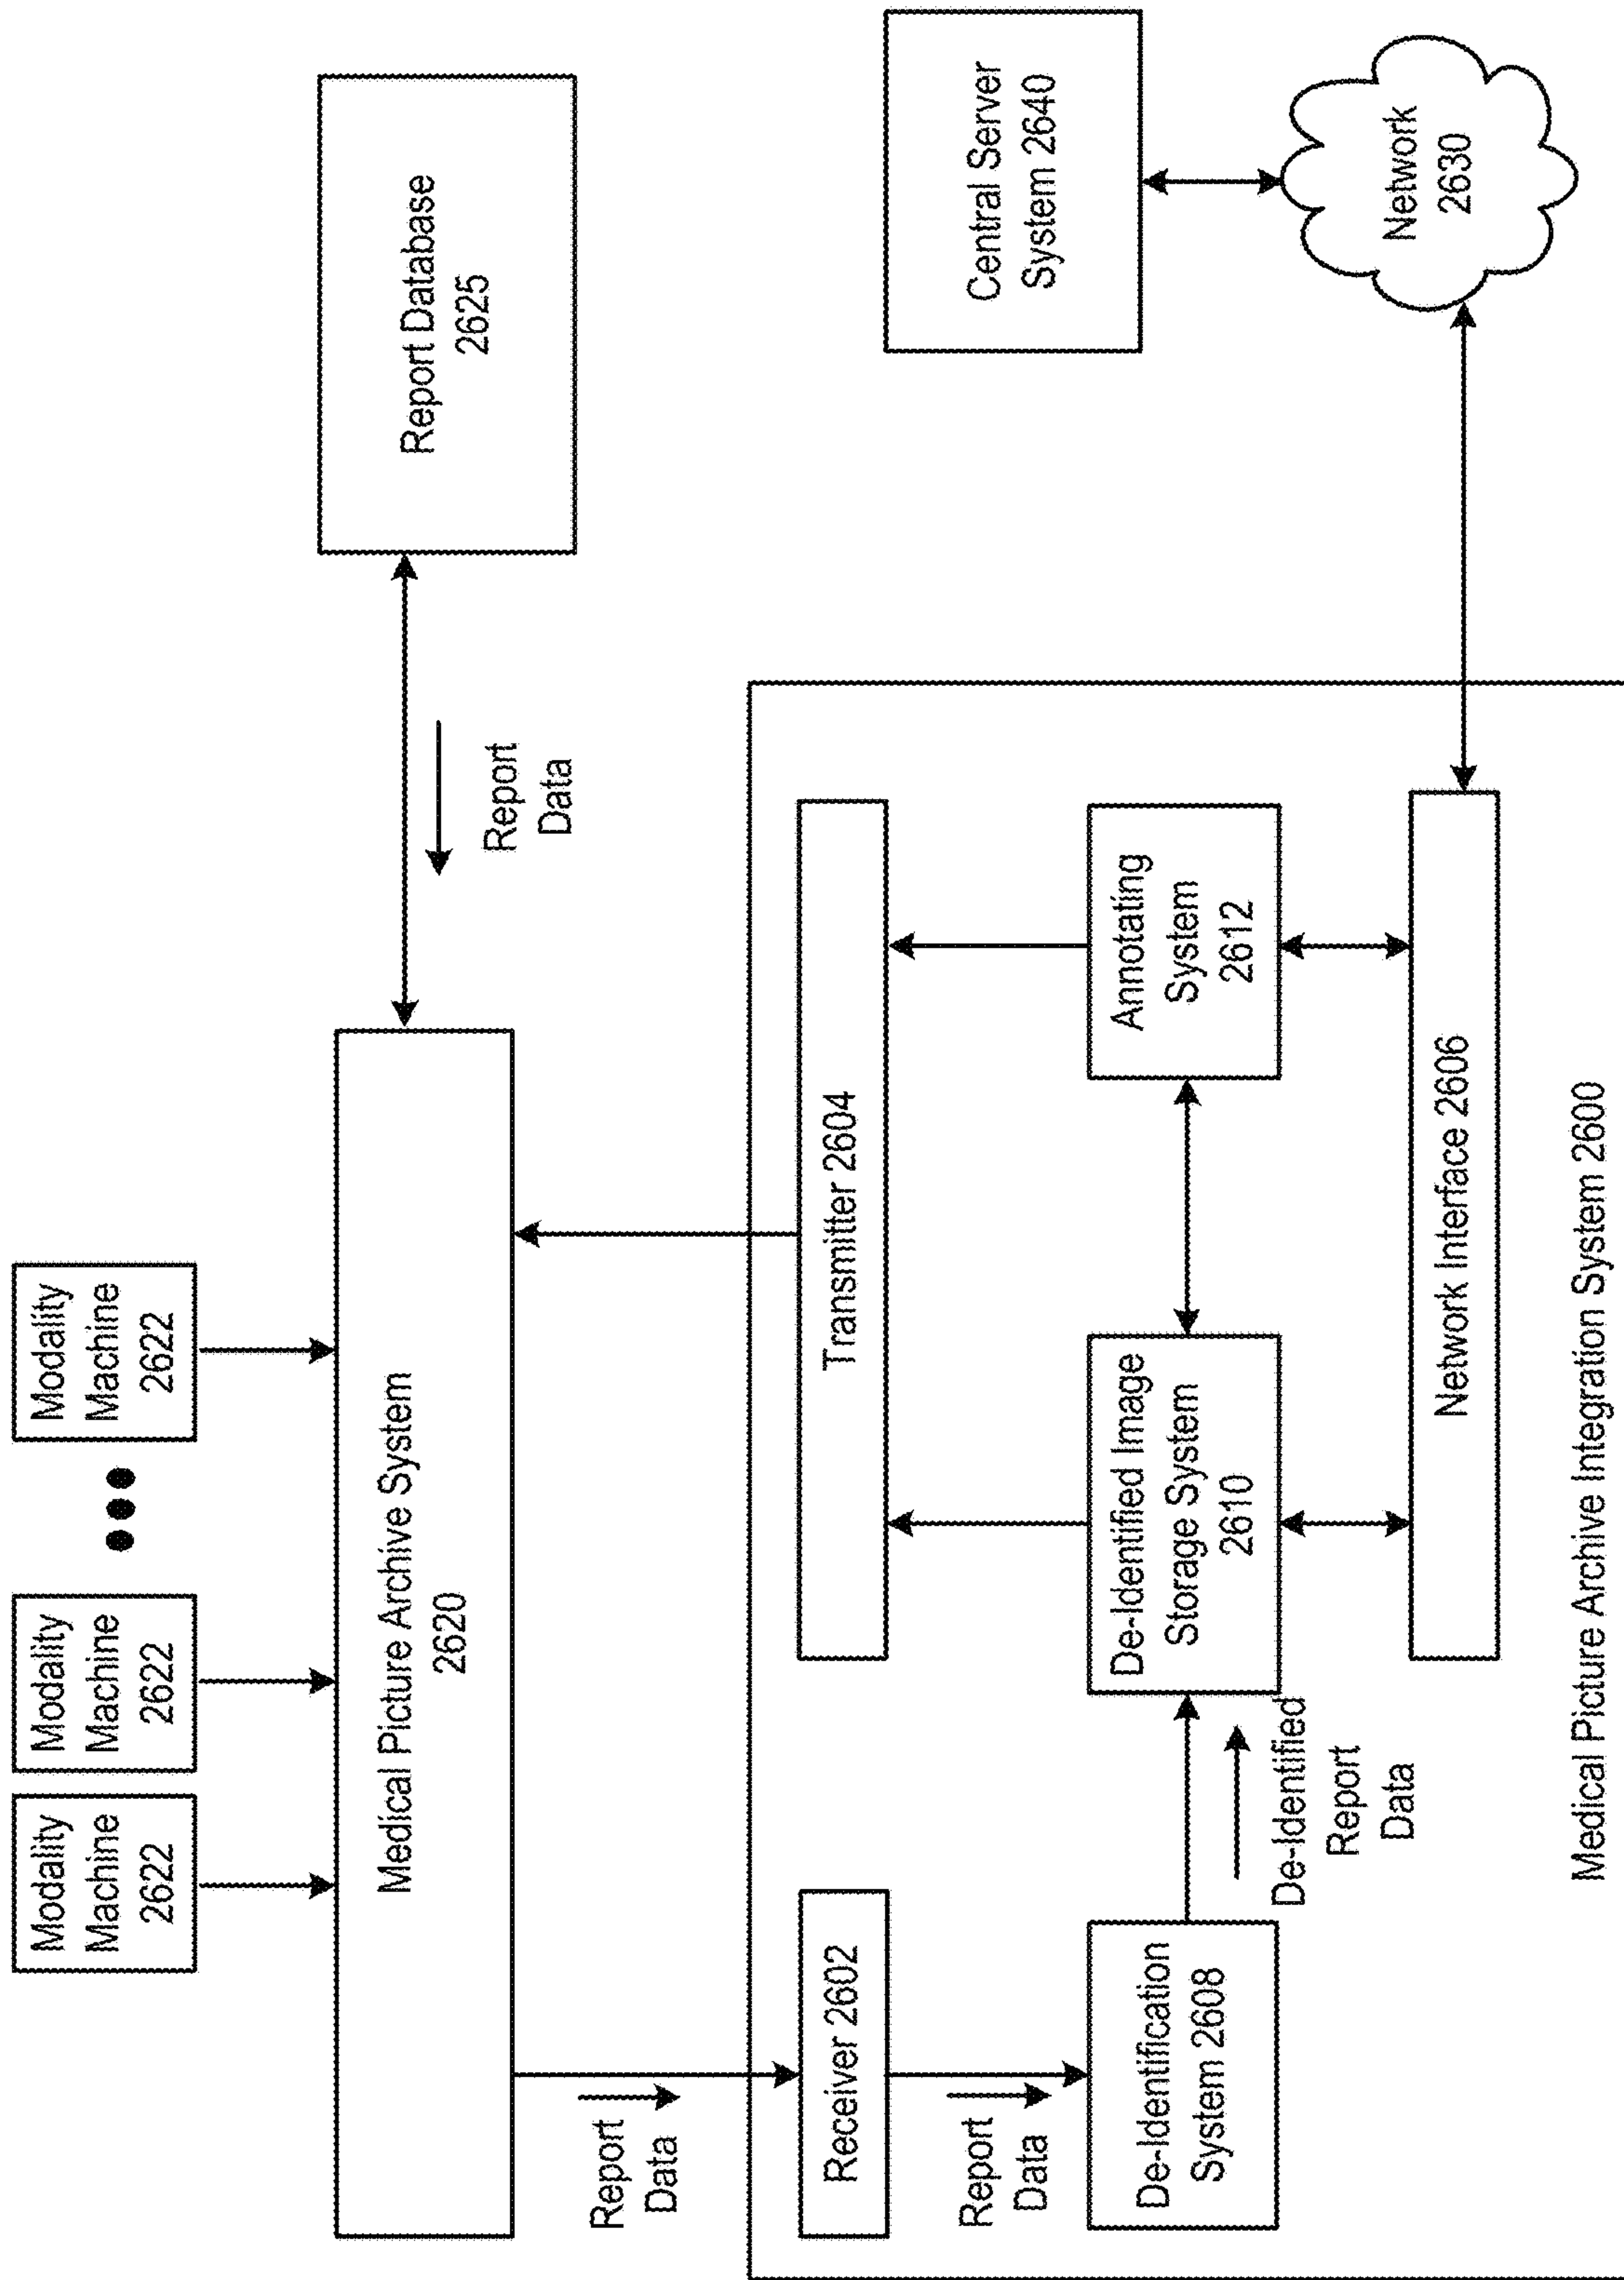 Modality
Machine
2622
Modality
Machine
2622
Modality
Machine
2622
Medical Picture Archive System
2620
Report Database
2625
Report
Data
Report
Data
Receiver 2602
Report
Data
De-Identification
System 2608
De-Identified
Report
Data
Transmitter 2604
De-Identified Image
Storage System
2610
Annotating
System
2612
Network Interface 2606
Medical Picture Archive Integration System 2600
Central Server
System 2640
Network
2630